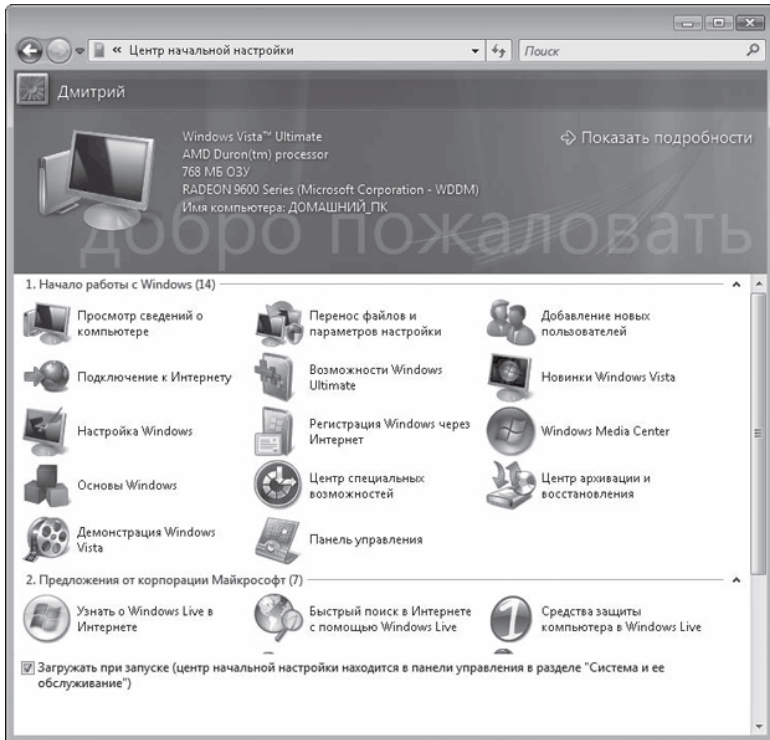 « Центр начальной настройки
Поиск
Дмитрий
Windows Vista™ Ultimate
AMD Duron(tm) processor
768 МБ ОЗУ
RADEON 9600 Series (Microsoft Corporation - WDDM)
Имя компьютера: ДОМАШНИЙ_ПК
Показать подробности
добро пожаловать
1. Начало работы с Windows (14)
Просмотр сведений о
компьютере
Перенос файлов и
параметров настройки
Добавление новых
пользователей
Подключение к Интернету
Возможности Windows
Ultimate
Новинки Windows Vista
Настройка Windows
Регистрация Windows через
Интернет
Windows Media Center
Основы Windows
Центр специальных
возможностей
Центр архивации и
восстановления
Демонстрация Windows
Vista
Панель управления
2. Предложения от корпорации Майкрософт (7)
Узнать о Windows Live в
Интернете
Быстрый поиск в Интернете
с помощью Windows Live
Средства защиты
компьютера в Windows Live
Загружать при запуске (центр начальной настройки находится в панели управления в разделе "Система и ее
обслуживание")